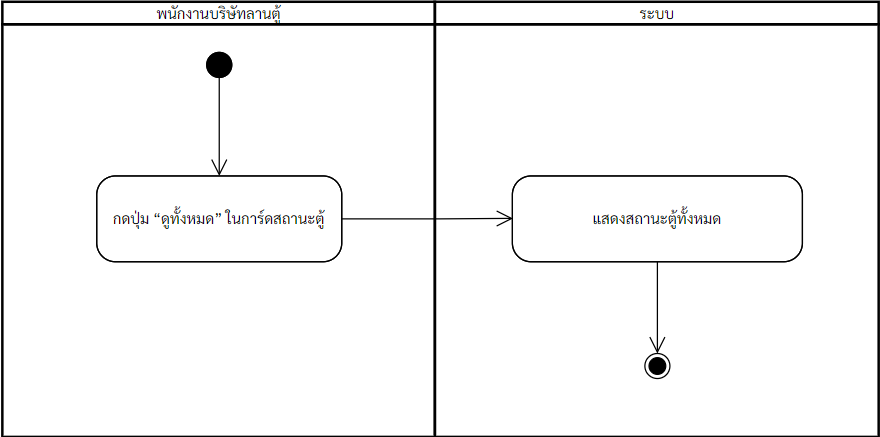 พนักงานบริษัทลานตู้
ระบบ
กดปุ่ม “ดูทั้งหมด” ในการ์ดสถานะตู้
แสดงสถานะตู้ทั้งหมด